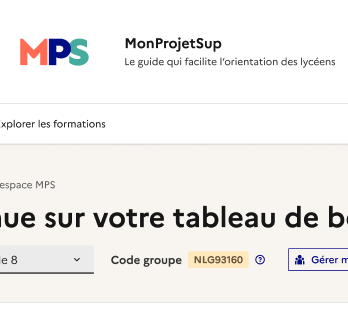 MPS
MonProjetSup
Le guide qui facilite l'orientation des lycéens
xplorer les formations
espace MPS
nue sur votre tableau de b
e 8
Code groupe NLG93160
Gérer m